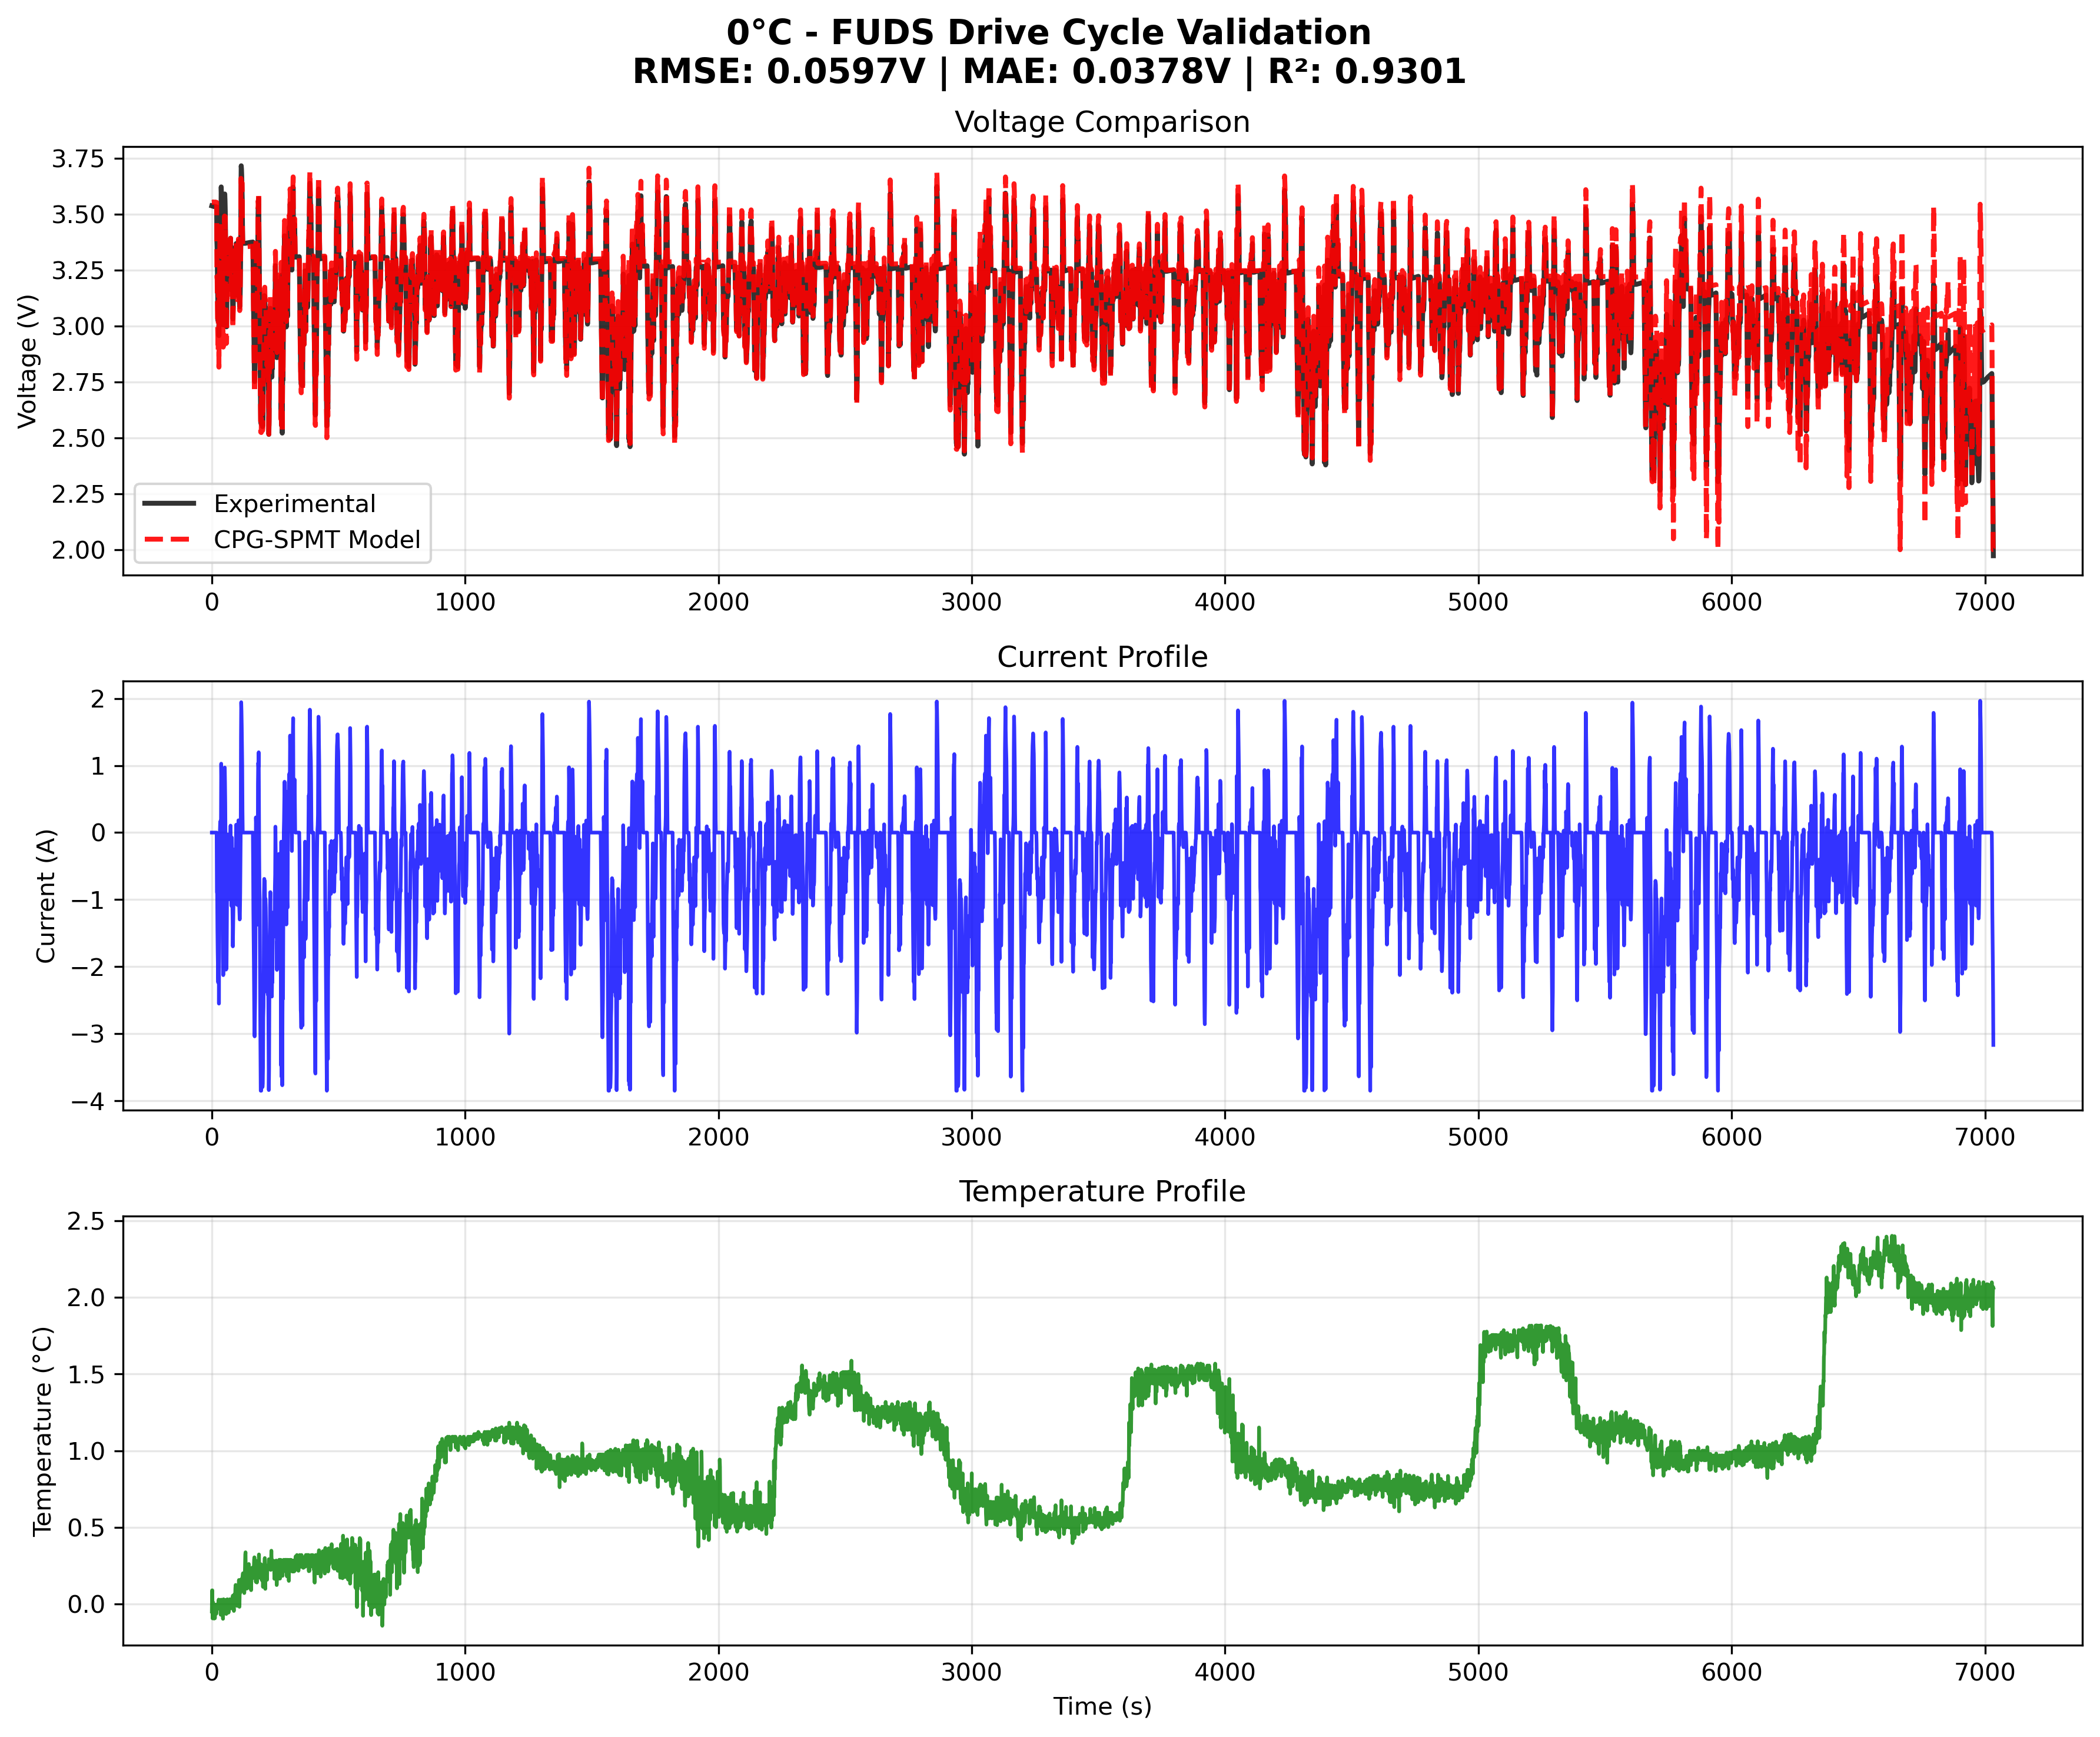 0°C - FUDS Drive Cycle Validation
RMSE: 0.0597V | MAE: 0.0378V | R²: 0.9301
Voltage Comparison
Voltage (V)
3.75
3.50
3.25
3.00
2.75
2.50
2.25
2.00
Experimental
CPG-SPMT Model
0 1000 2000 3000 4000 5000 6000 7000
Current Profile
Current (A)
2
1
0
−1
−2
−3
−4
0 1000 2000 3000 4000 5000 6000 7000
Temperature Profile
Temperature (°C)
2.5
2.0
1.5
1.0
0.5
0.0
0 1000 2000 3000 4000 5000 6000 7000
Time (s)